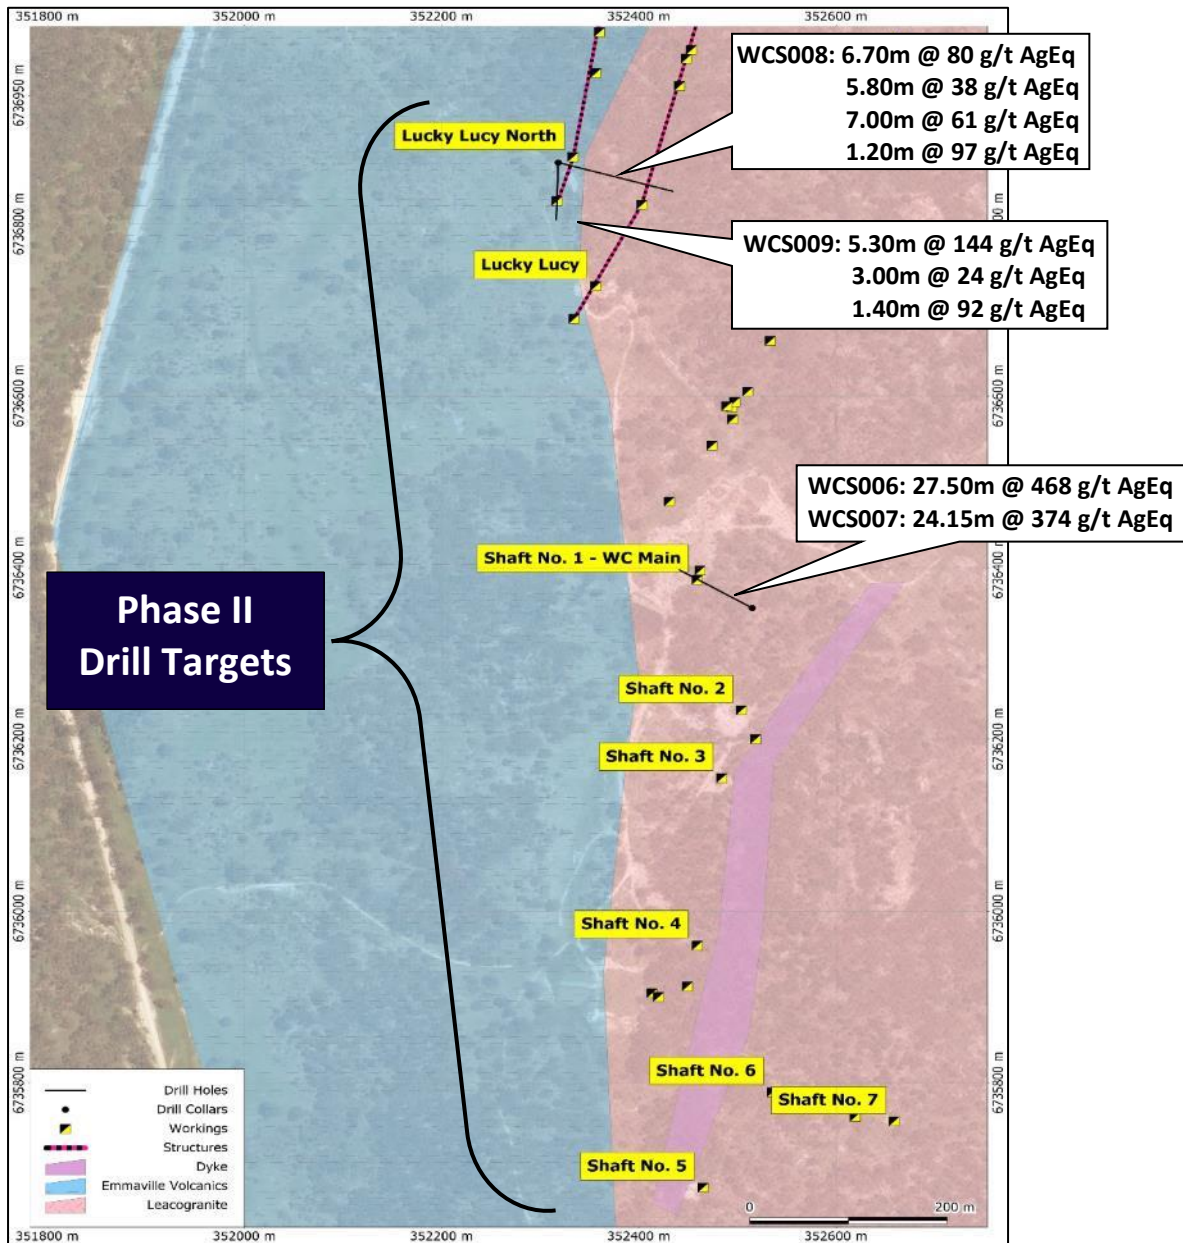 351800 m
352000 m
352200 m
352400 m
352600 m
6736950
6736800 m
6736600 m
6736400 m
6736200 m
6736000 m
6735800 m
WCS008: 6.70m @ 80 g/t AgEq
5.80m @ 38 g/t AgEq
7.00m @ 61 g/t AgEq
1.20m @ 97 g/t AgEq
Lucky Lucy North
WCS009: 5.30m @ 144 g/t AgEq
3.00m @ 24 g/t AgEq
1.40m @ 92 g/t AgEq
Lucky Lucy
WCS006: 27.50m @ 468 g/t AgEq
WCS007: 24.15m @ 374 g/t AgEq
Shaft No. 1 - WC Main
Phase II
Drill Targets
Shaft No. 2
Shaft No. 3
Shaft No. 4
Shaft No. 6
Shaft No. 7
Shaft No. 5
m
6736600 m
6736400 m
6736200 m
6736000 m
6735800 m
Drill Holes
Drill Collars
Workings
Structures
Dyke
Emmaville Volcanics
Leacogranite
0
200 m
351800 m
352000 m
352200 m
352400 m
352600 m